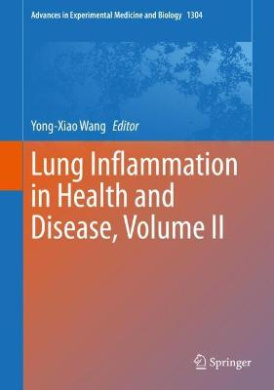 Advances in Experimental Medicine and Biology 1304
Yong-Xiao Wang Editor
Lung Inflammation
in Health and
Disease, Volume II
Springer